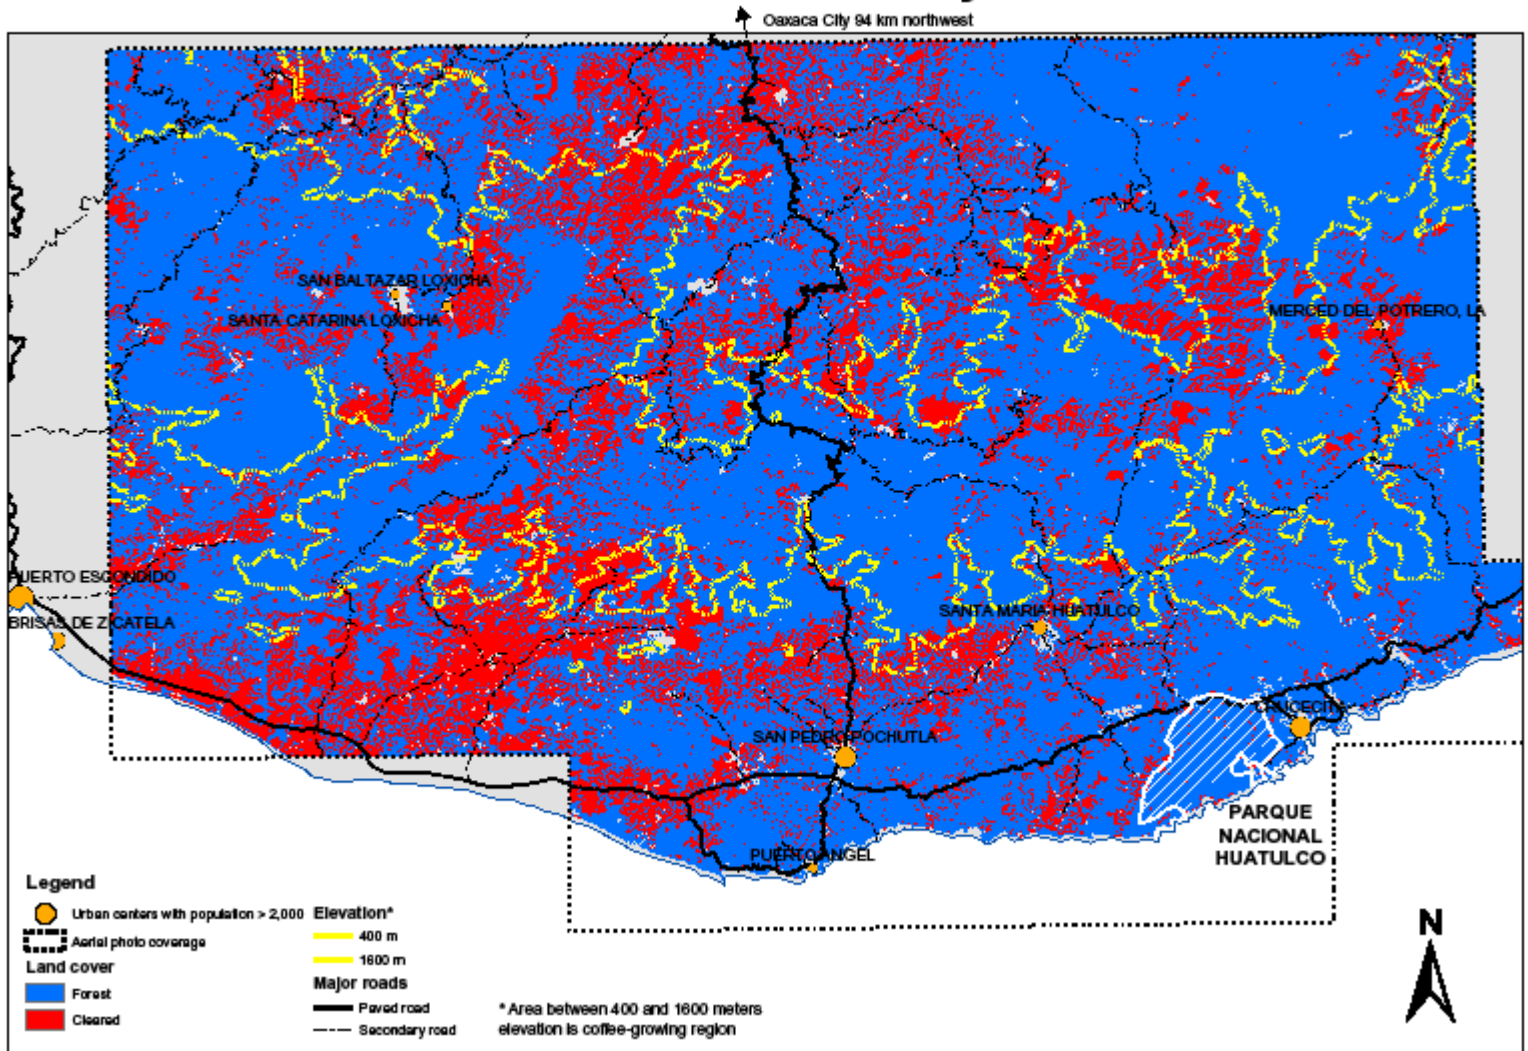 Oaxaca City 94 km northwest
SAN BALTAZAR LOXICHA
SANTA CATARINA LOXICHA
MERCED DEL POTRERO, LA
PUERTO ESCONDIDO
BRISAS DE ZICATELA
SANTA MARIA HUATULCO
CRUCECITA
SAN PEDRO POCHUTLA
PARQUE
NACIONAL
HUATULCO
PUERTO ANGEL
Legend
Urban centers with population > 2,000
Aerial photo coverage
Land cover
Forest
Cleared
Elevation*
400 m
1600 m
Major roads
Paved road
Secondary road
* Area between 400 and 1600 meters
elevation is coffee-growing region
N